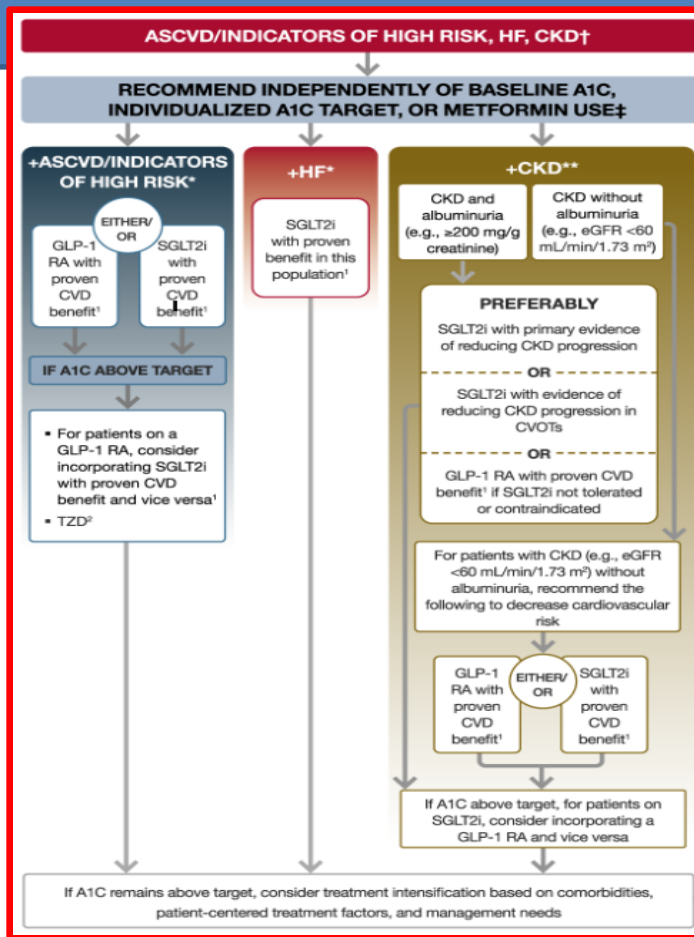 ASCVD/INDICATORS OF HIGH RISK, HF, CKD†
RECOMMEND INDEPENDENTLY OF BASELINE A1C,
INDIVIDUALIZED A1C TARGET, OR METFORMIN USE‡
+ASCVD/INDICATORS
OF HIGH RISK*
EITHER/
OR
GLP-1
RA with
proven
CVD
benefit¹
SGLT2i
with
proven
CVD
benefit¹
IF A1C ABOVE TARGET
▪ For patients on a
GLP-1 RA, consider
incorporating SGLT2i
with proven CVD
benefit and vice versa¹
▪ TZD²
+HF*
SGLT2i
with proven
benefit in this
population¹
+CKD**
CKD and
albuminuria
(e.g., ≥200 mg/g
creatinine)
CKD without
albuminuria
(e.g., eGFR <60
mL/min/1.73 m²)
PREFERABLY
SGLT2i with primary evidence
of reducing CKD progression
OR
SGLT2i with evidence of
reducing CKD progression in
CVOTs
OR
GLP-1 RA with proven CVD
benefit¹ if SGLT2i not tolerated
or contraindicated
For patients with CKD (e.g., eGFR
<60 mL/min/1.73 m²) without
albuminuria, recommend the
following to decrease cardiovascular
risk
GLP-1
RA with
proven
CVD
benefit¹
EITHER/
OR
SGLT2i
with
proven
CVD
benefit¹
If A1C above target, for patients on
SGLT2i, consider incorporating a
GLP-1 RA and vice versa
If A1C remains above target, consider treatment intensification based on comorbidities,
patient-centered treatment factors, and management needs